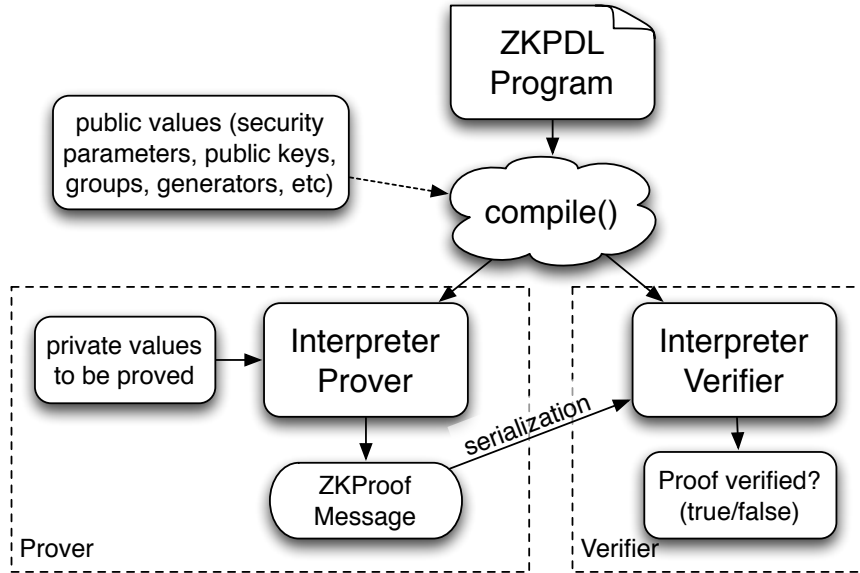 ZKPDL
Program
public values (security
parameters, public keys,
groups, generators, etc)
compile()
private values
to be proved
Interpreter
Prover
Interpreter
Verifier
serialization
ZKProof
Message
Proof verified?
(true/false)
Prover
Verifier